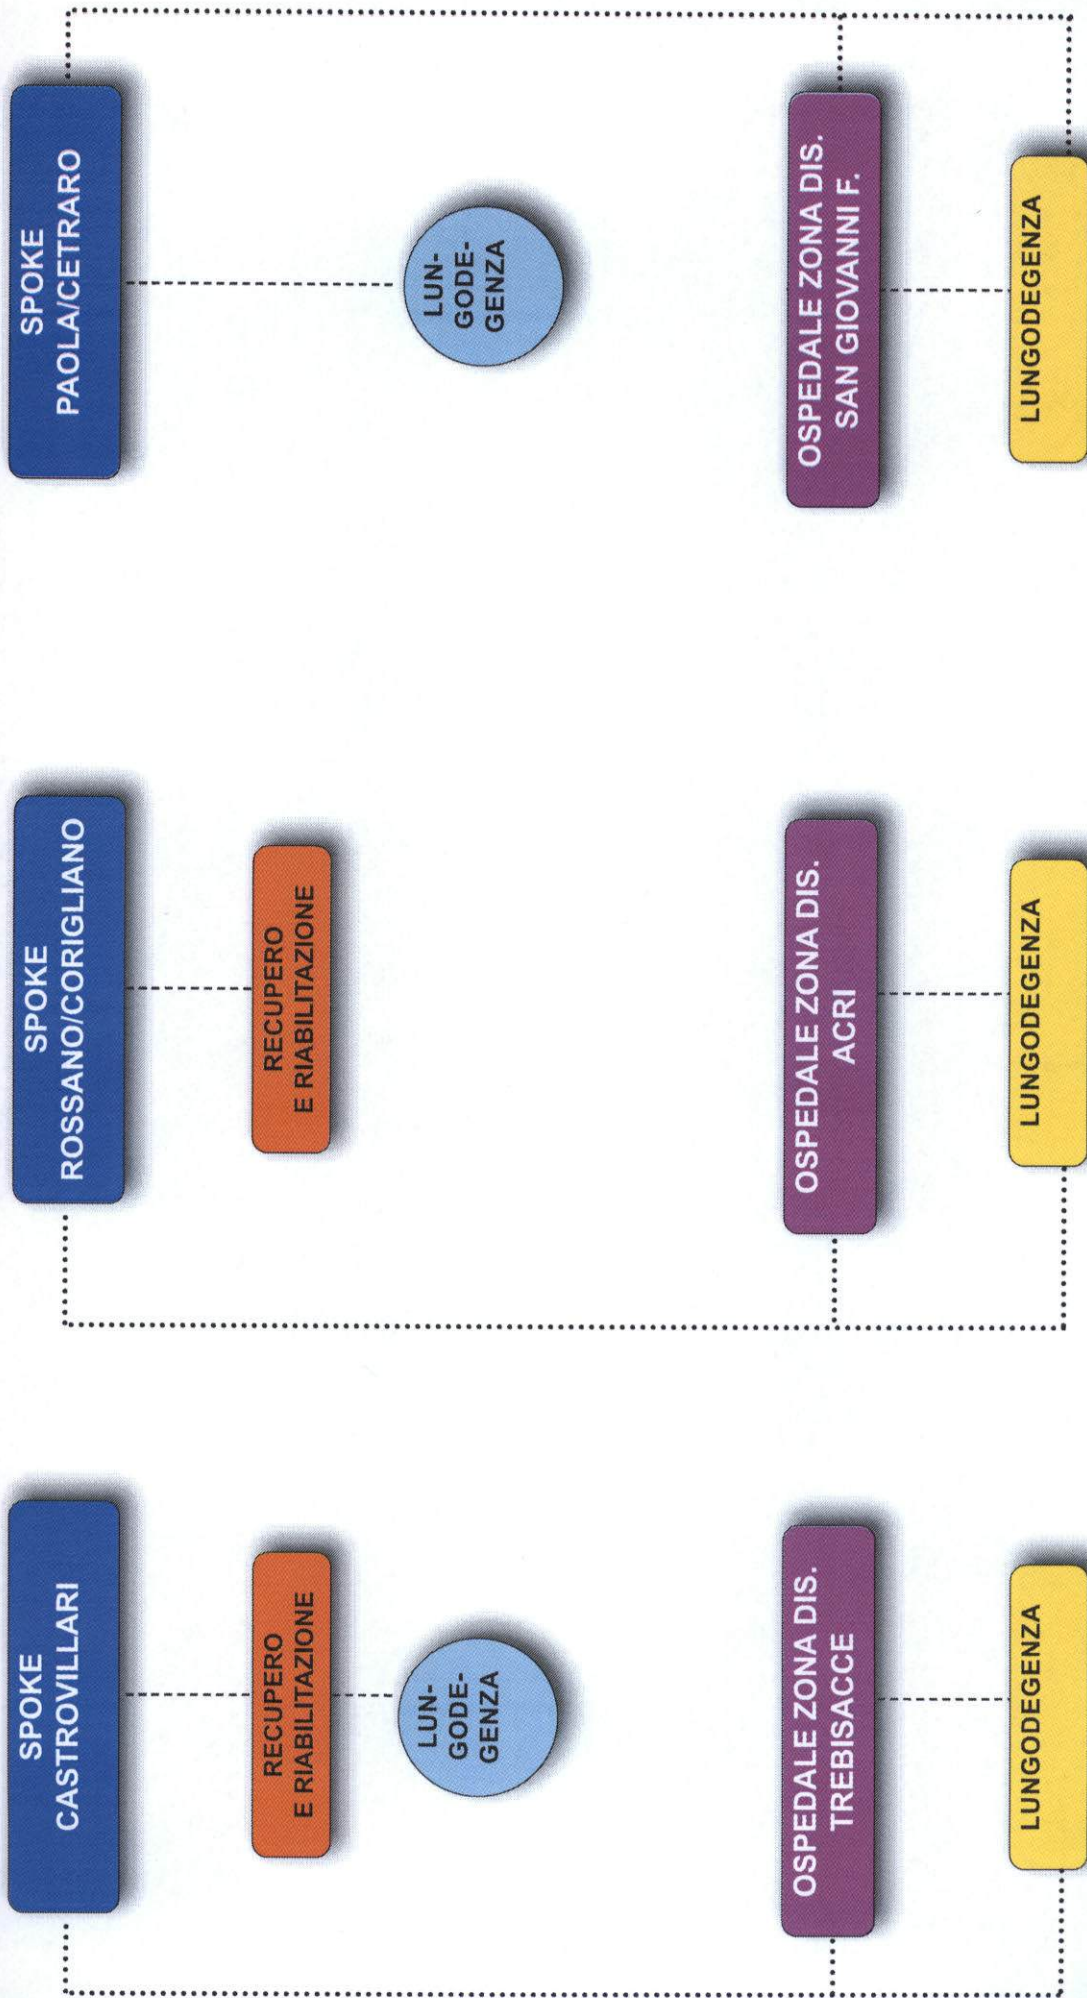 SPOKE
CASTROVILLARI
RECUPERO
E RIABILITAZIONE
LUN-
GODE-
GENZA
OSPEDALE ZONA DIS.
TREBISACCE
LUNGODEGENZA
SPOKE
ROSSANO/CORIGLIANO
RECUPERO
E RIABILITAZIONE
OSPEDALE ZONA DIS.
ACRI
LUNGODEGENZA
SPOKE
PAOLA/CETRARO
LUN-
GODE-
GENZA
OSPEDALE ZONA DIS.
SAN GIOVANNI F.
LUNGODEGENZA